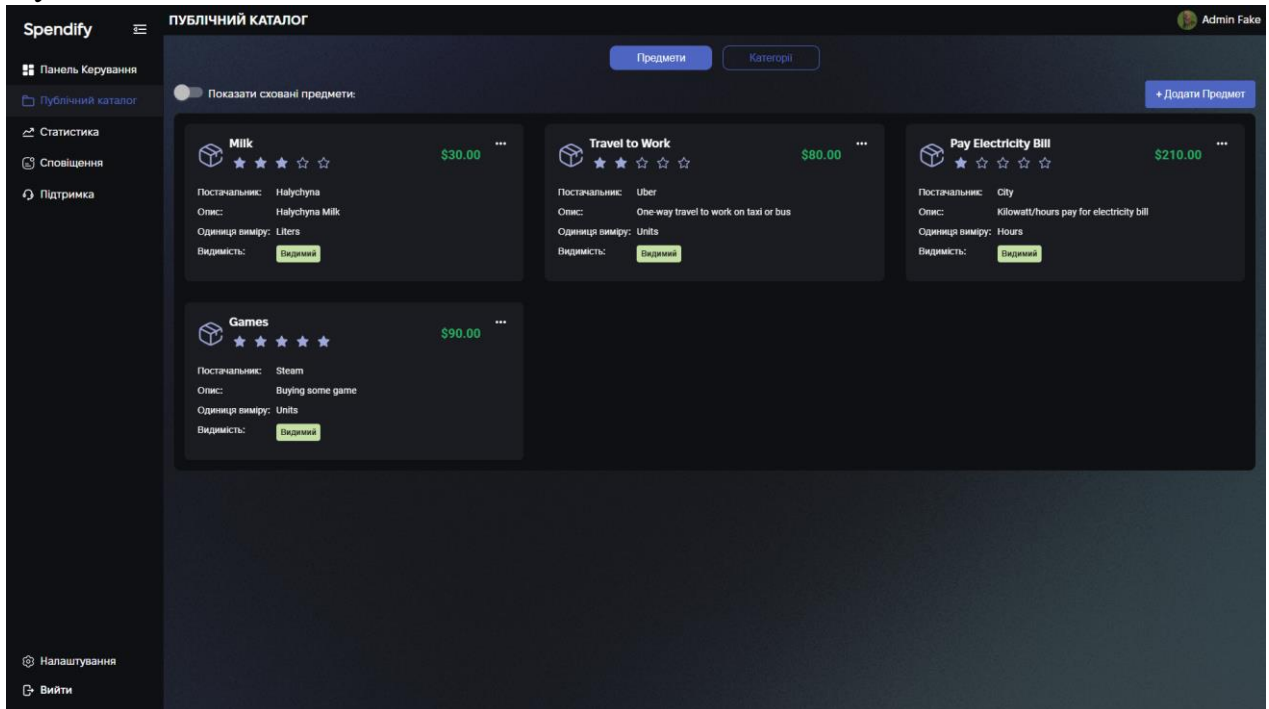 Spendify
ПУБЛІЧНИЙ КАТАЛОГ
Admin Fake
Панель Керування
Публічний каталог
Статистика
Сповіщення
Підтримка
Налаштування
Вийти
Предмети
Категорії
Показати сховані предмети:
+ Додати Предмет
Milk
$30.00
Постачальник: Halychyna
Опис: Halychyna Milk
Одиниця виміру: Liters
Видимість: Видимий
Travel to Work
$80.00
Постачальник: Uber
Опис: One-way travel to work on taxi or bus
Одиниця виміру: Units
Видимість: Видимий
Pay Electricity Bill
$210.00
Постачальник: City
Опис: Kilowatt/hours pay for electricity bill
Одиниця виміру: Hours
Видимість: Видимий
Games
$90.00
Постачальник: Steam
Опис: Buying some game
Одиниця виміру: Units
Видимість: Видимий